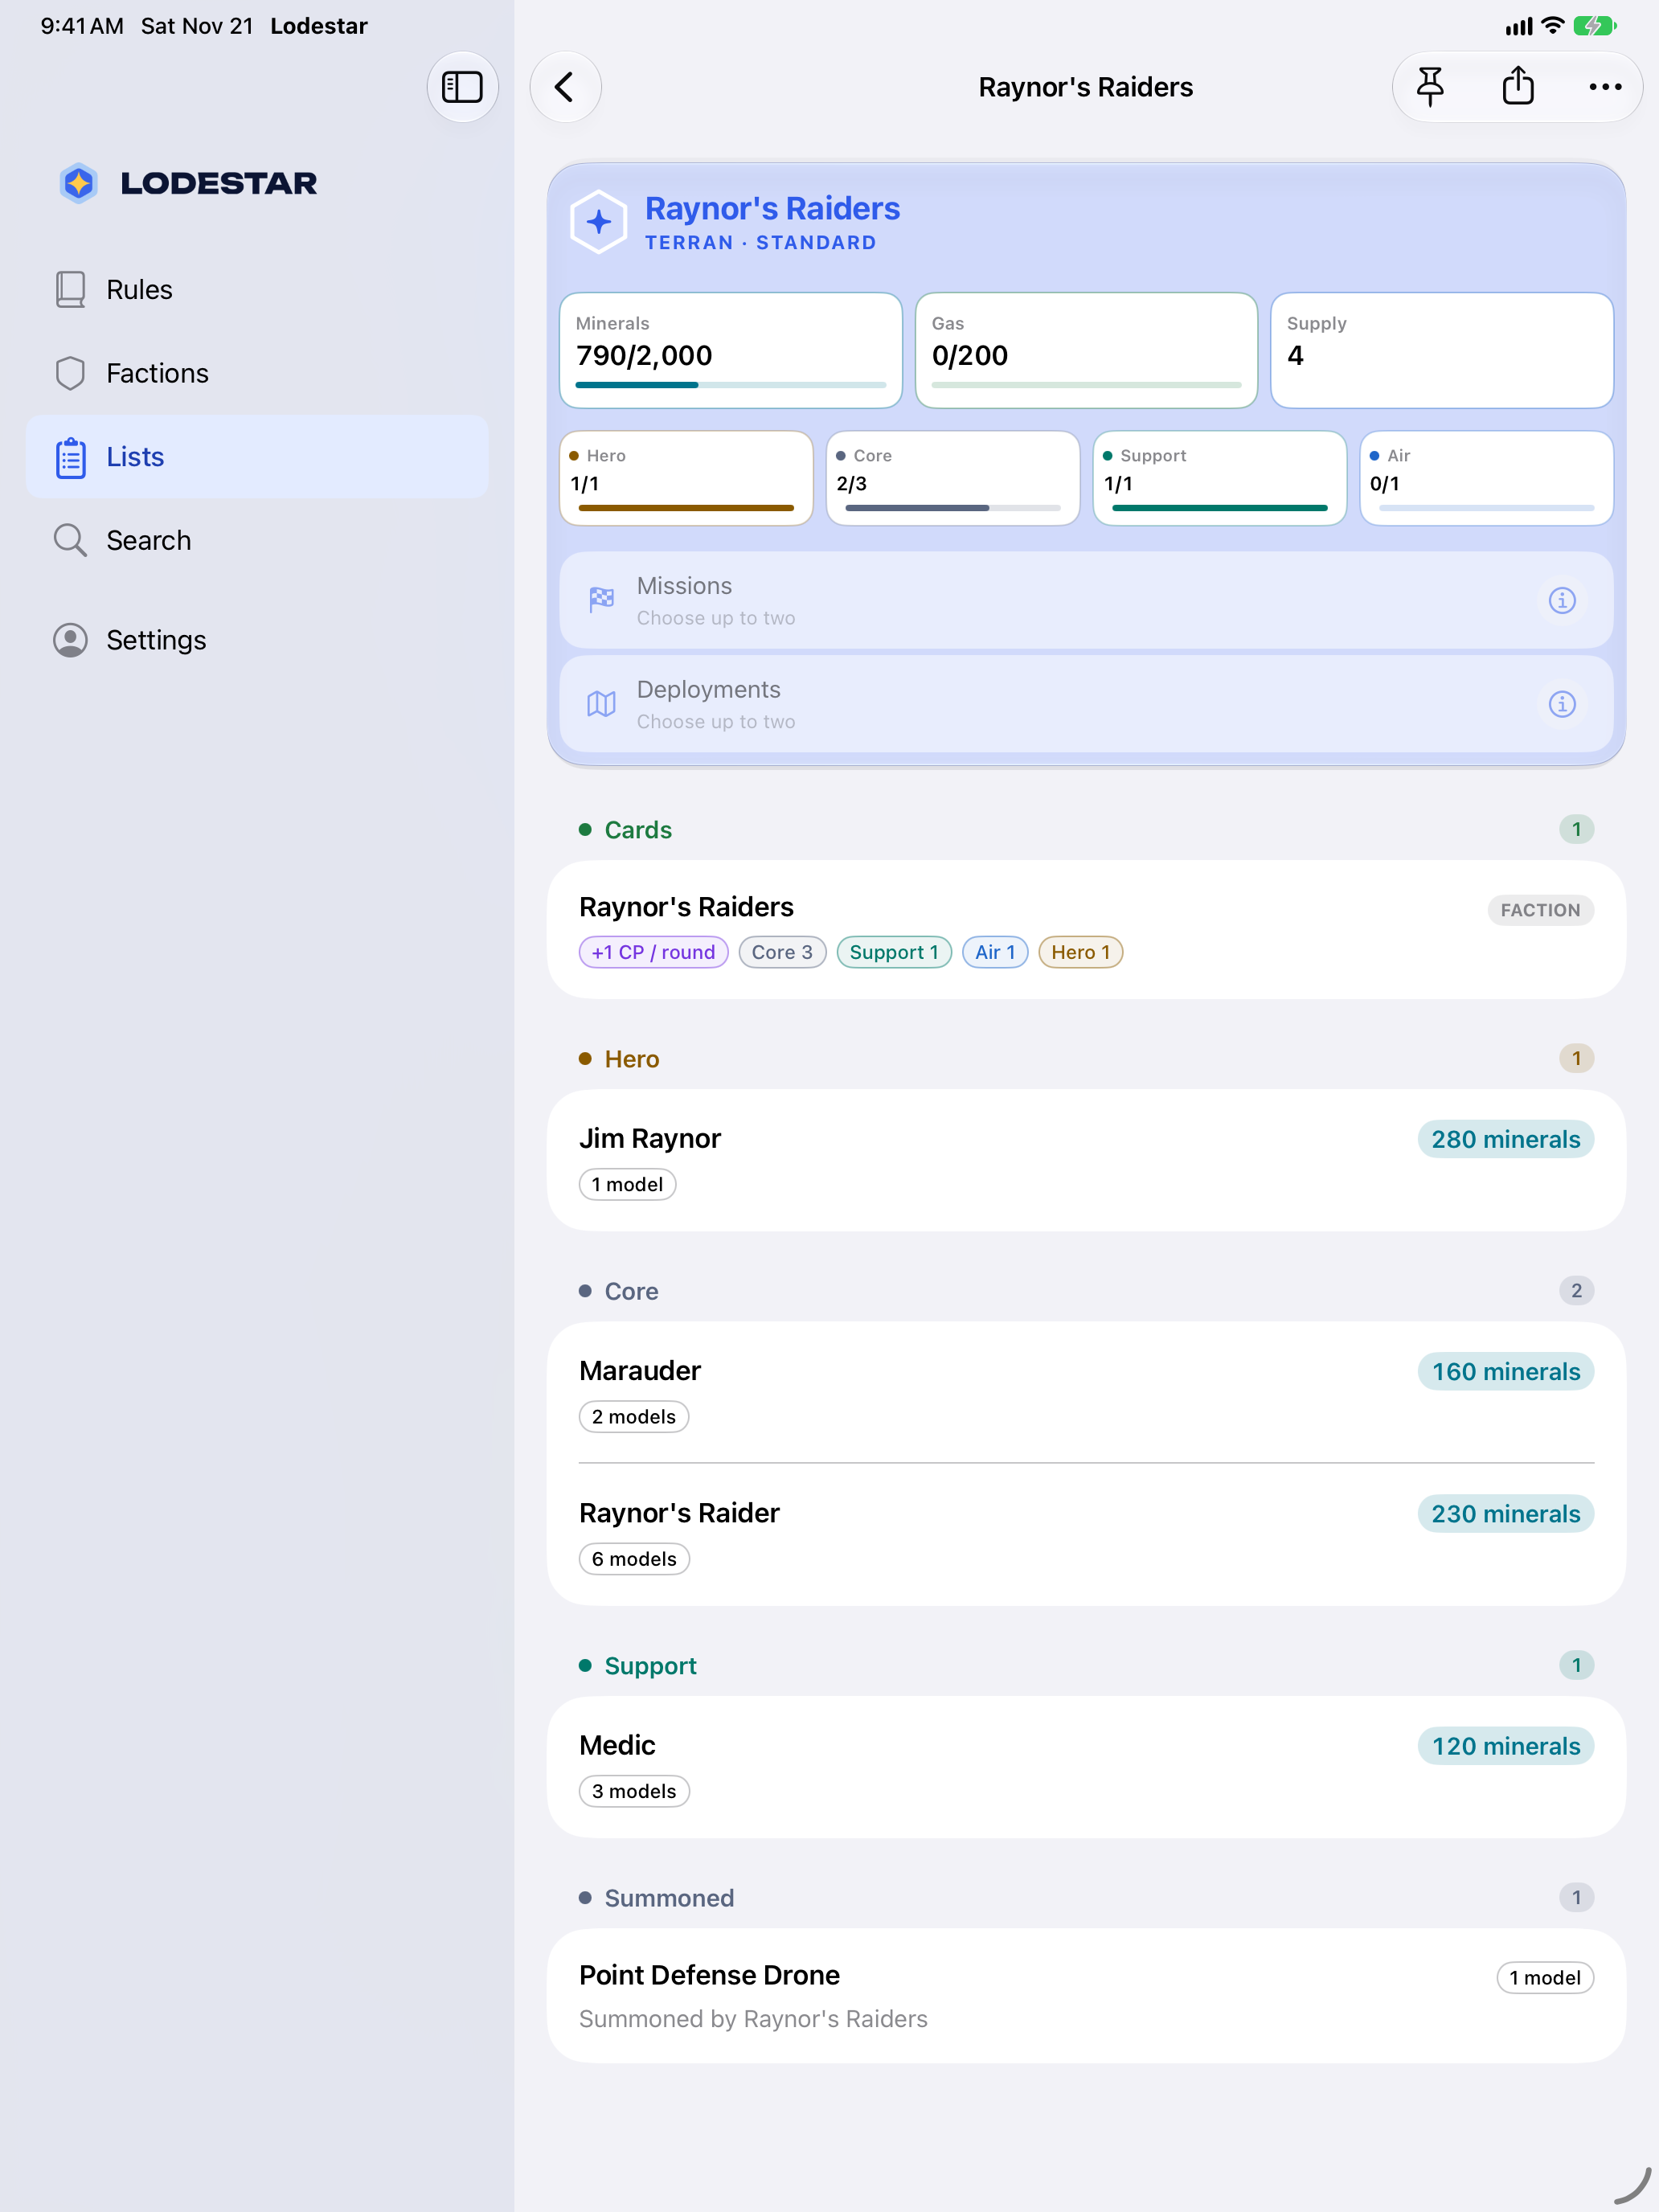 9:41 AM Sat Nov 21 Lodestar
LODESTAR
Rules
Factions
Lists
Search
Settings
Raynor's Raiders
Raynor's Raiders
TERRAN · STANDARD
Minerals
790/2,000
Gas
0/200
Supply
4
Hero
1/1
Core
2/3
Support
1/1
Air
0/1
Missions
Choose up to two
Deployments
Choose up to two
Cards 1
Raynor's Raiders FACTION
+1 CP / round Core 3 Support 1 Air 1 Hero 1
Hero 1
Jim Raynor 280 minerals
1 model
Core 2
Marauder 160 minerals
2 models
Raynor's Raider 230 minerals
6 models
Support 1
Medic 120 minerals
3 models
Summoned 1
Point Defense Drone 1 model
Summoned by Raynor's Raiders